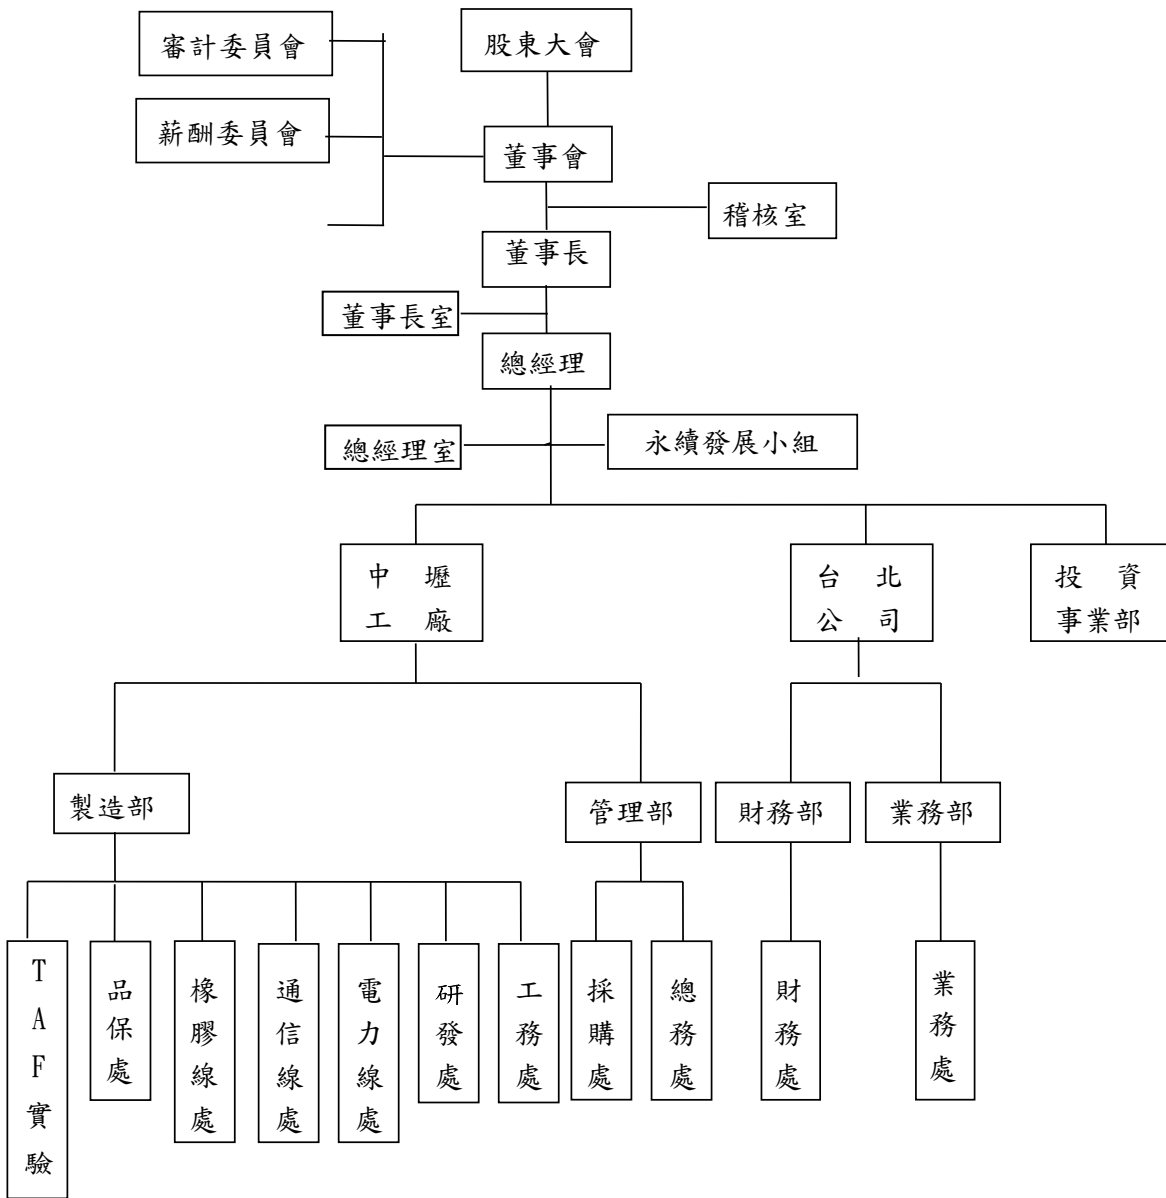 審計委員會
股東大會
薪酬委員會
董事會
稽核室
董事長
董事長室
總經理
總經理室
永續發展小組
中壢
工廠
台北
公司
投資
事業部
製造部
管理部
財務部
業務部
TAF實驗
品保處
橡膠線處
通信線處
電力線處
研發處
工務處
採購處
總務處
財務處
業務處